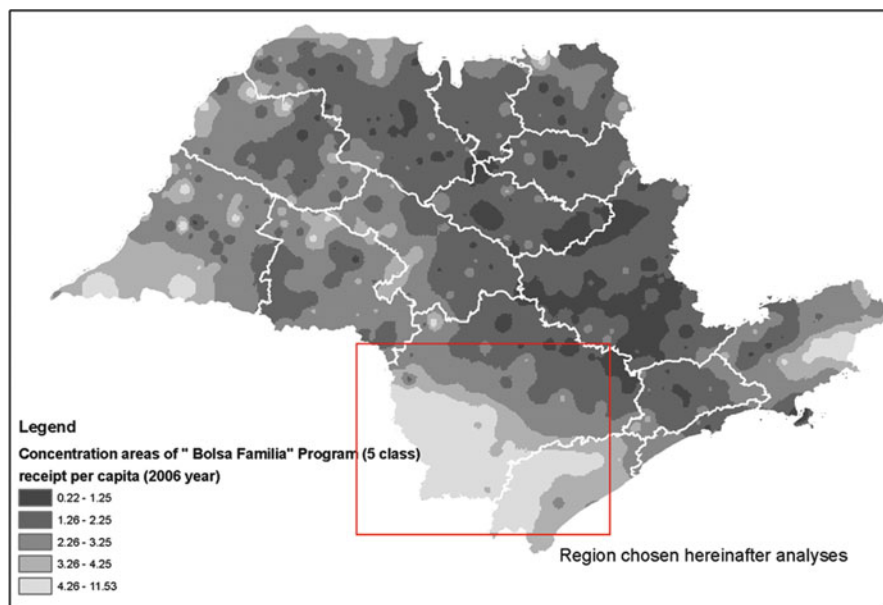 Legend
Concentration areas of " Bolsa Familia" Program (5 class)
receipt per capita (2006 year)
0.22 - 1.25
1.26 - 2.25
2.26 - 3.25
3.26 - 4.25
4.26 - 11.53
Region chosen hereinafter analyses